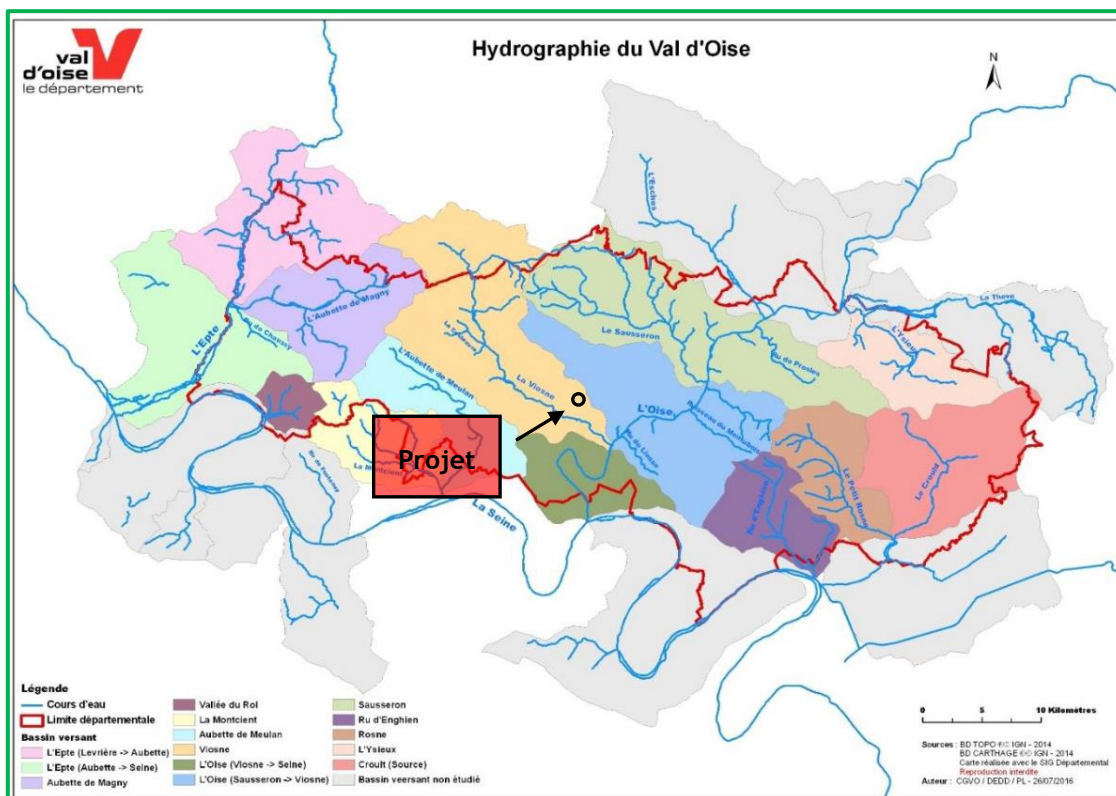 val
d'oise
le département
Hydrographie du Val d'Oise
N
L'Esches
La Thève
L'Ysieux
L'Aubette de Magny
L'Epte
Ru de Chaussy
Le Sausseron
Ru de Presles
L'Aubette de Meulan
La Viosne
L'Oise
Ru de Liesse
La Montcient
Projet
La Seine
Ru d'Enghien
Le Petit Rosne
Le Croult
Légende
Cours d'eau
Limite départementale
Bassin versant
L'Epte (Levrière -> Aubette)
L'Epte (Aubette -> Seine)
Aubette de Magny
Vallée du Roi
La Montcient
Aubette de Meulan
Viosne
L'Oise (Viosne -> Seine)
L'Oise (Sausseron -> Viosne)
Sausseron
Ru d'Enghien
Rosne
L'Ysieux
Croult (Source)
Bassin veersant non étudié
0 5 10 Kilomètres
Sources : BD TOPO ®© IGN - 2014
BD CARTHAGE ®© IGN - 2014
Carte réalisée avec le SIG Départemental
Reproduction interdite
Auteur : CGVO / DEDD / PL - 26/07/2016